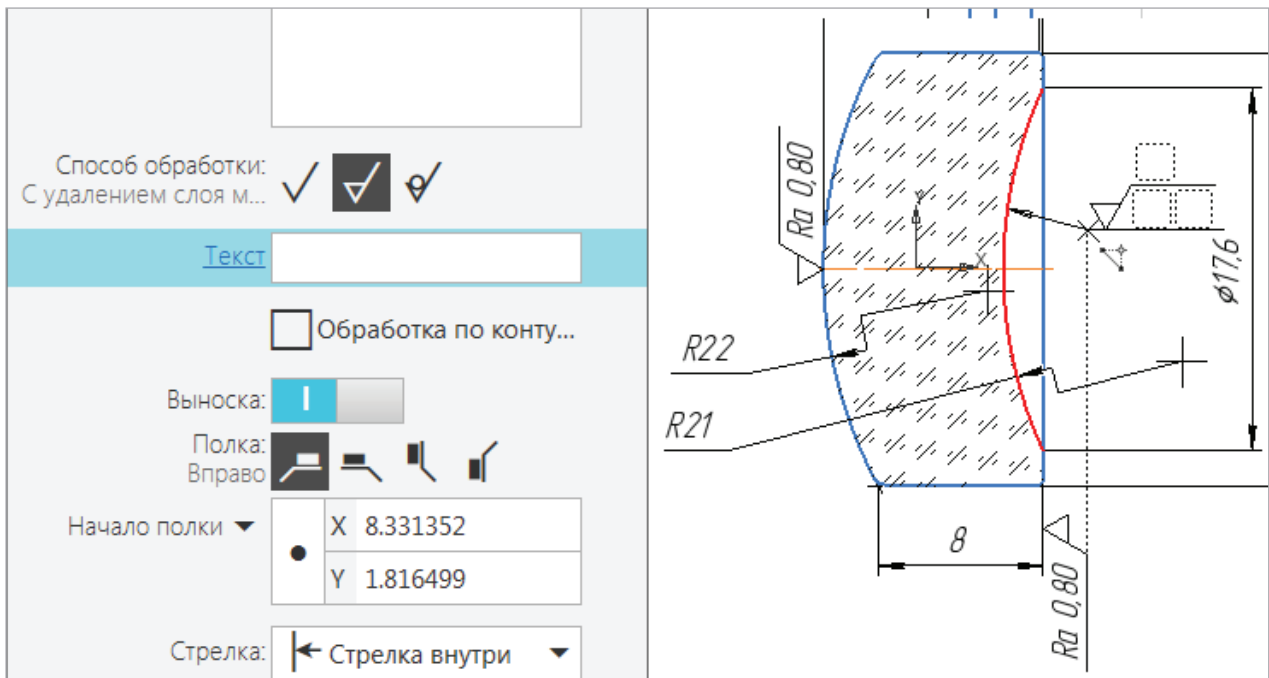 Способ обработки:
С удалением слоя м...
Текст
Обработка по конту...
Выноска:
I
Полка:
Вправо
Начало полки
X 8.331352
Y 1.816499
Стрелка:
Стрелка внутри
Ra 0,80
Y
X
R22
R21
⌀17,6
8
Ra 0,80